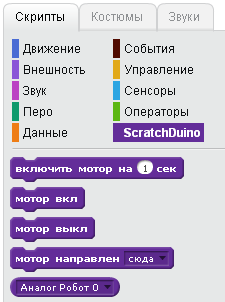 Скрипты Костюмы Звуки
Движение События
Внешность Управление
Звук Сенсоры
Перо Операторы
Данные ScratchDuino
включить мотор на 1 сек
мотор вкл
мотор выкл
мотор направлен сюда
Аналог Робот 0